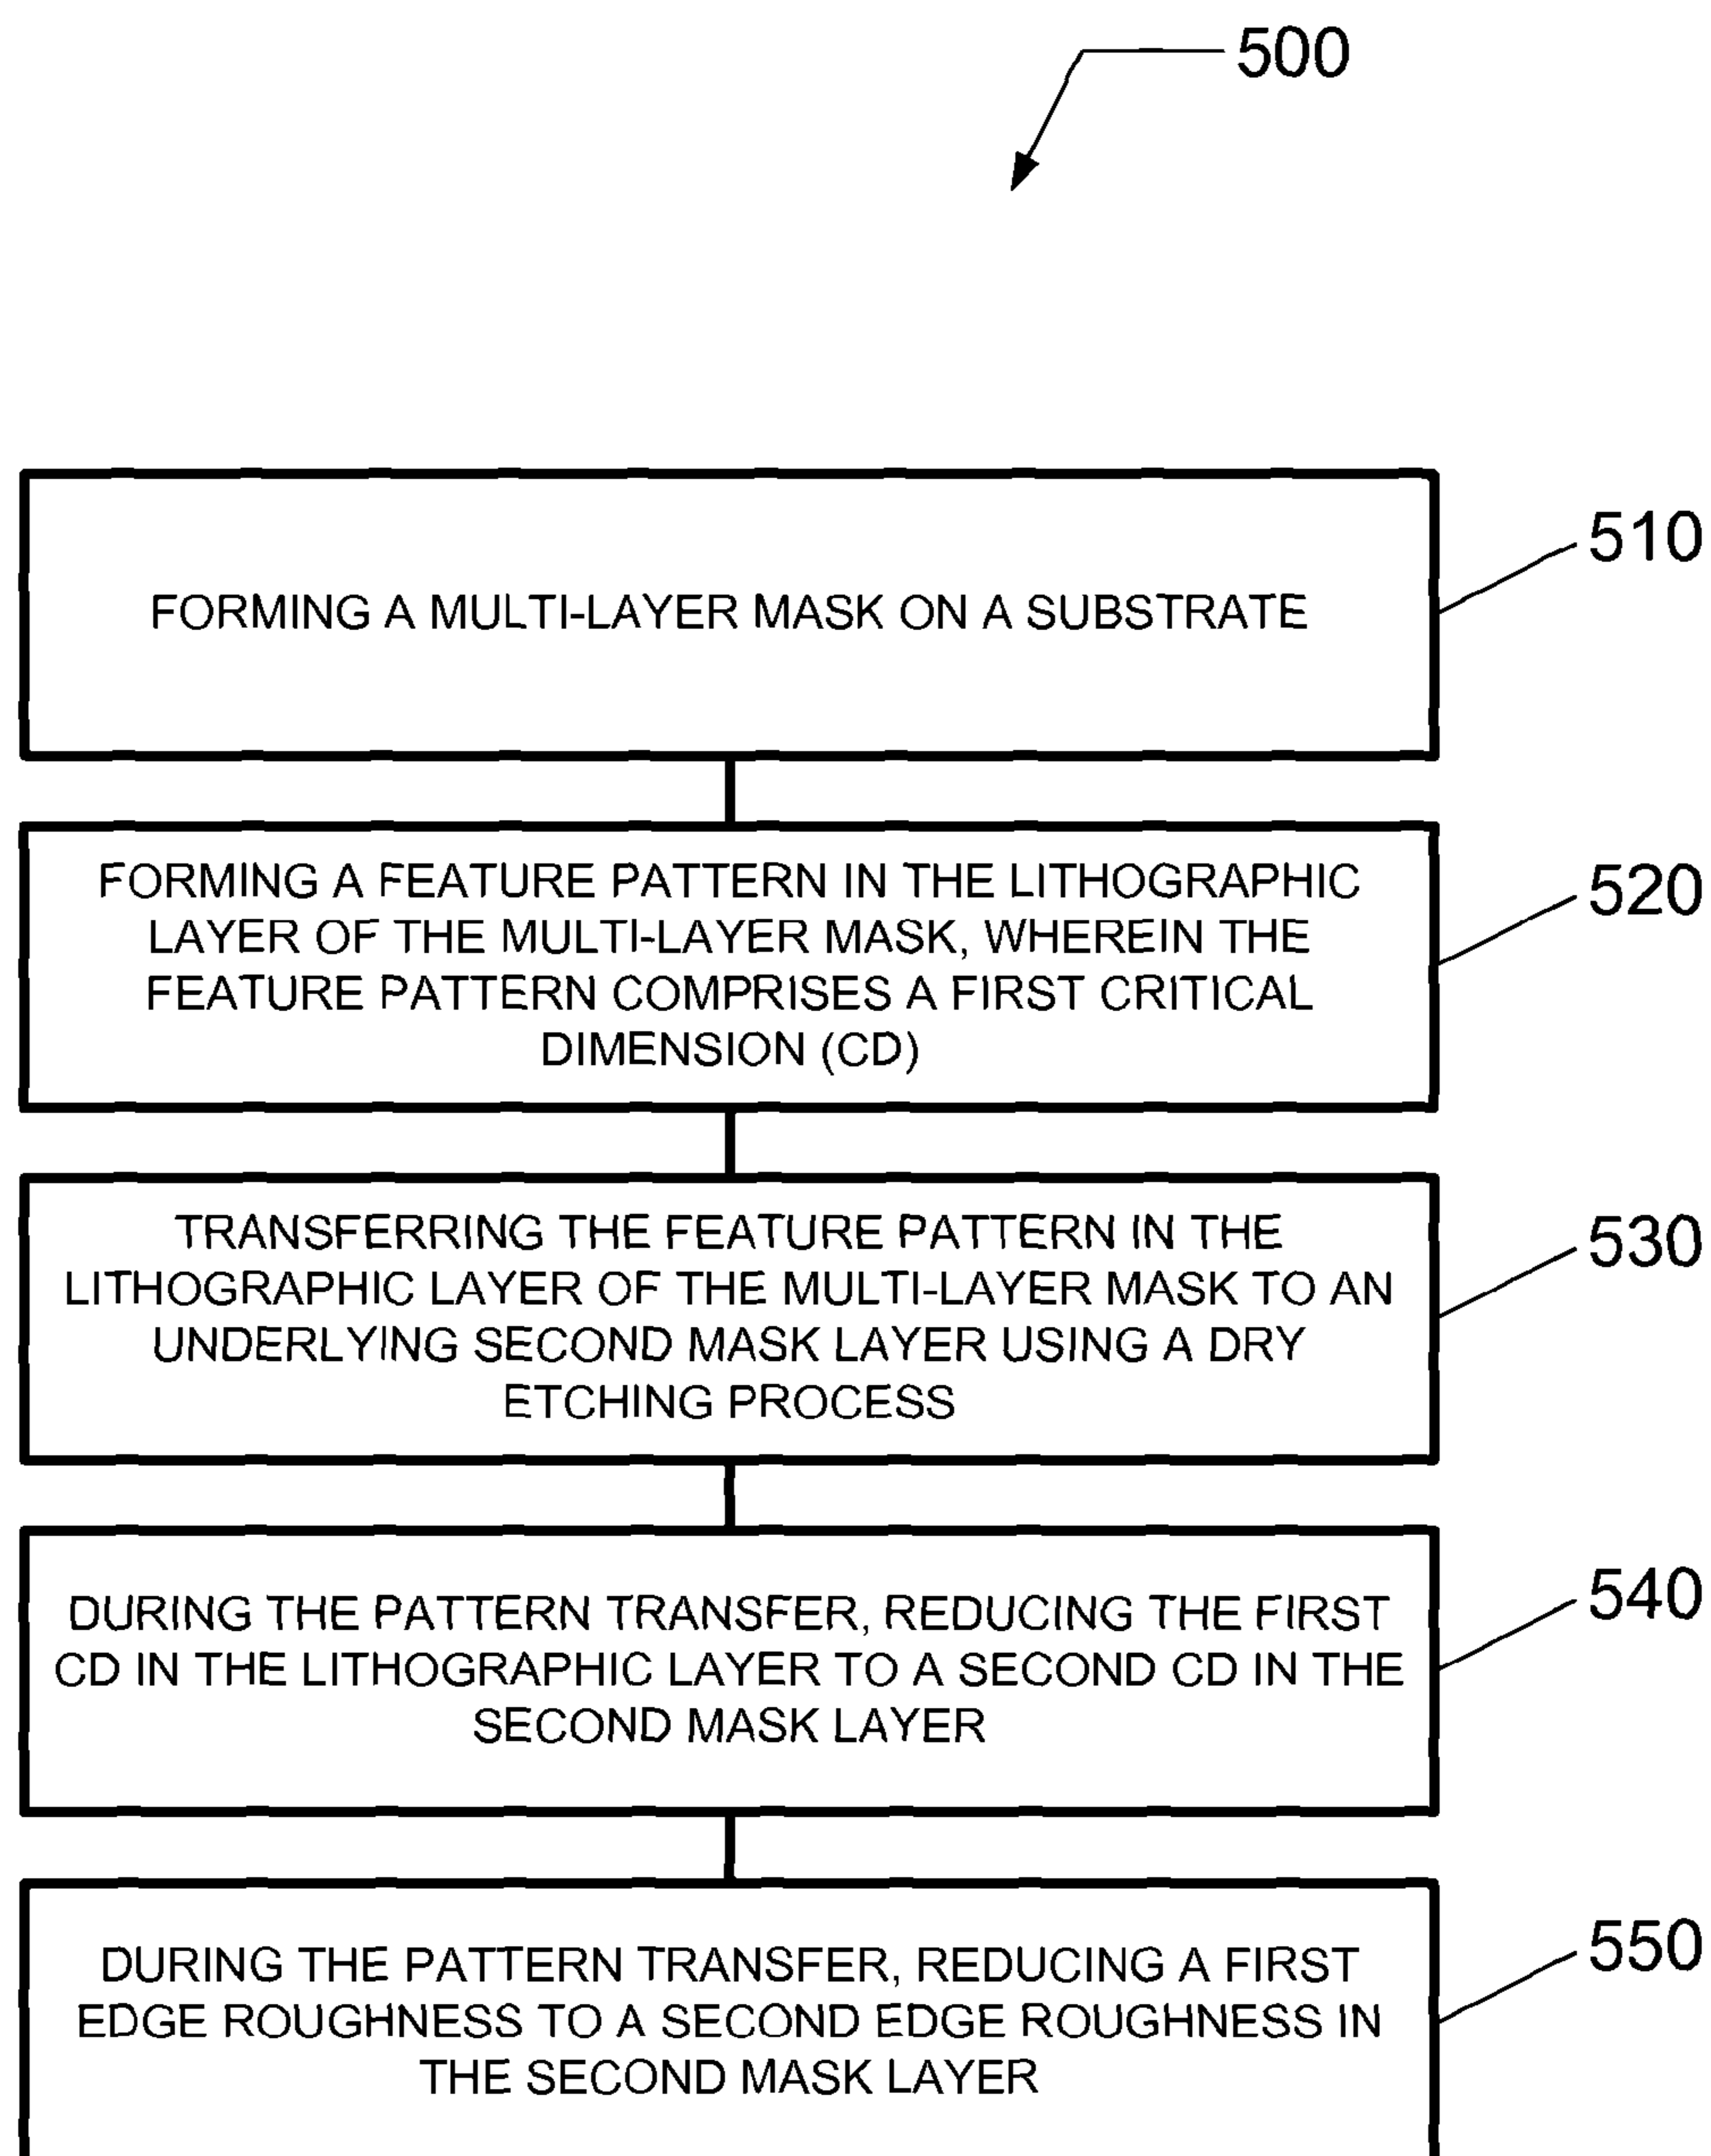 500
FORMING A MULTI-LAYER MASK ON A SUBSTRATE
510
FORMING A FEATURE PATTERN IN THE LITHOGRAPHIC
LAYER OF THE MULTI-LAYER MASK, WHEREIN THE
FEATURE PATTERN COMPRISES A FIRST CRITICAL
DIMENSION (CD)
520
TRANSFERRING THE FEATURE PATTERN IN THE
LITHOGRAPHIC LAYER OF THE MULTI-LAYER MASK TO AN
UNDERLYING SECOND MASK LAYER USING A DRY
ETCHING PROCESS
530
DURING THE PATTERN TRANSFER, REDUCING THE FIRST
CD IN THE LITHOGRAPHIC LAYER TO A SECOND CD IN THE
SECOND MASK LAYER
540
DURING THE PATTERN TRANSFER, REDUCING A FIRST
EDGE ROUGHNESS TO A SECOND EDGE ROUGHNESS IN
THE SECOND MASK LAYER
550